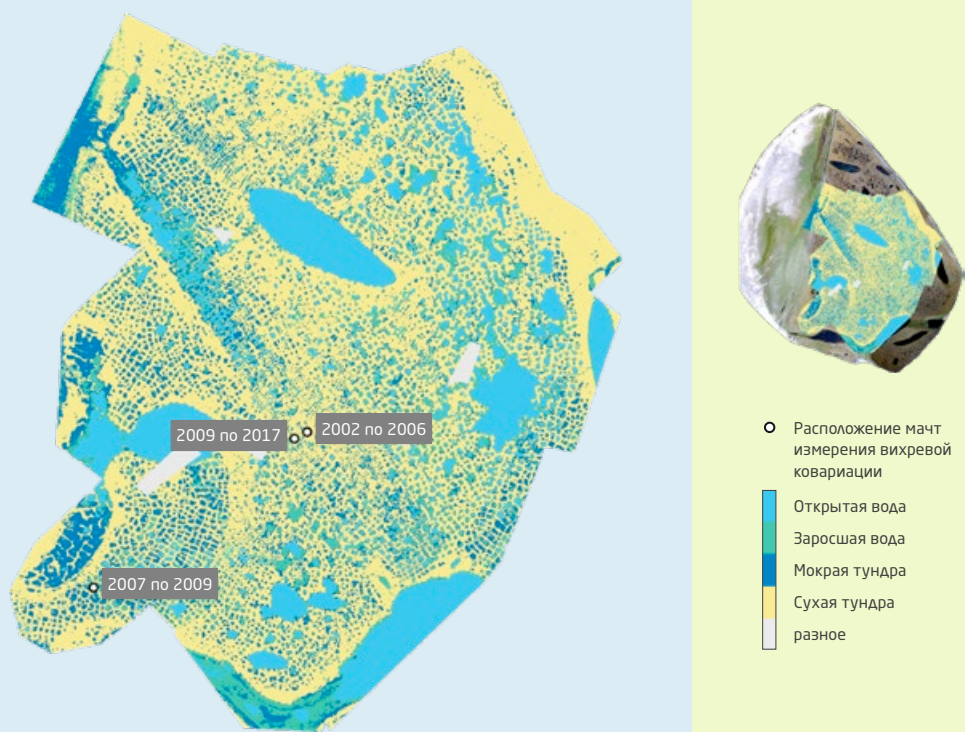 2009 по 2017
2002 по 2006
2007 по 2009
Расположение мачт
измерения вихревой
ковариации
Открытая вода
Заросшая вода
Мокрая тундра
Сухая тундра
разное